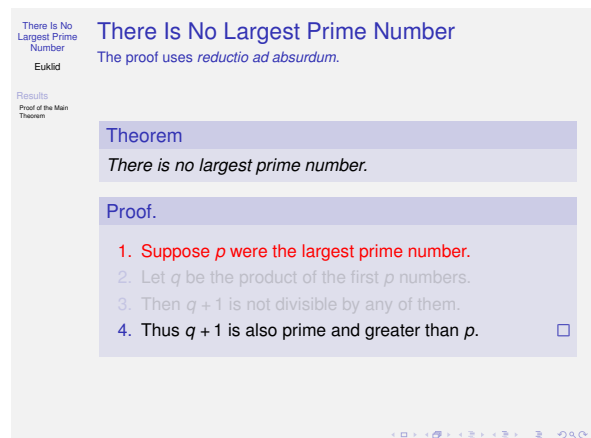 There Is No
Largest Prime
Number
Euklid
Results
Proof of the Main
Theorem
There Is No Largest Prime Number
The proof uses reductio ad absurdum.
Theorem
There is no largest prime number.
Proof.
1. Suppose p were the largest prime number.
2. Let q be the product of the first p numbers.
3. Then q + 1 is not divisible by any of them.
4. Thus q + 1 is also prime and greater than p.